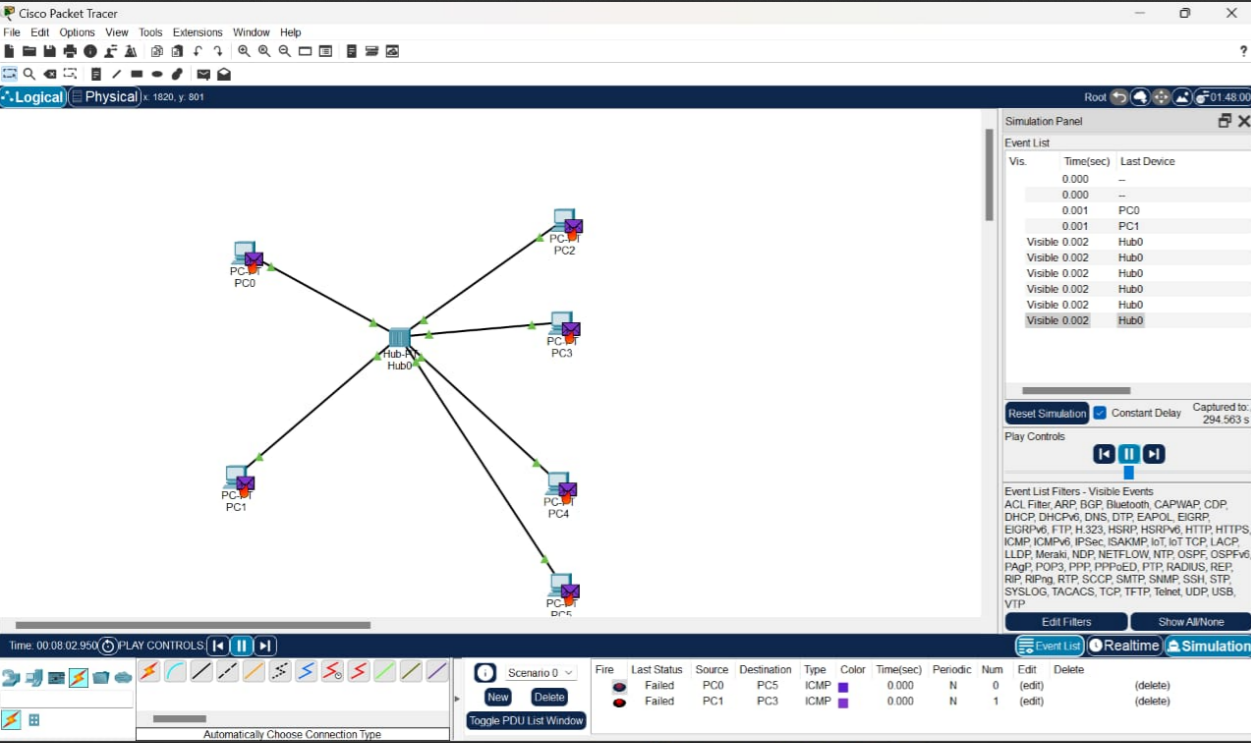 Cisco Packet Tracer
File Edit Options View Tools Extensions Window Help
?
Logical Physical x: 1820, y: 801 Root 01:48:00
Simulation Panel
Event List
Vis. Time(sec) Last Device
0.000 --
0.000 --
0.001 PC0
0.001 PC1
Visible 0.002 Hub0
Visible 0.002 Hub0
Visible 0.002 Hub0
Visible 0.002 Hub0
Visible 0.002 Hub0
Visible 0.002 Hub0
PC-PT
PC0
PC-PT
PC2
PC-PT
PC3
Hub-PT
Hub0
PC-PT
PC1
PC-PT
PC4
PC-PT
PC5
Reset Simulation Constant Delay Captured to:
294.563 s
Play Controls
Event List Filters - Visible Events
ACL Filter, ARP, BGP, Bluetooth, CAPWAP, CDP,
DHCP, DHCPv6, DNS, DTP, EAPOL, EIGRP,
EIGRPv6, FTP, H.323, HSRP, HSRPv6, HTTP, HTTPS,
ICMP, ICMPv6, IPSec, ISAKMP, IoT, IoT TCP, LACP,
LLDP, Meraki, NDP, NETFLOW, NTP, OSPF, OSPFv6,
PAgP, POP3, PPP, PPPoED, PTP, RADIUS, REP,
RIP, RIPng, RTP, SCCP, SMTP, SNMP, SSH, STP,
SYSLOG, TACACS, TCP, TFTP, Telnet, UDP, USB,
VTP
Edit Filters Show All/None
Time: 00:08:02.950 PLAY CONTROLS: Event List Realtime Simulation
Scenario 0
New Delete
Toggle PDU List Window
Fire Last Status Source Destination Type Color Time(sec) Periodic Num Edit Delete
Failed PC0 PC5 ICMP 0.000 N 0 (edit) (delete)
Failed PC1 PC3 ICMP 0.000 N 1 (edit) (delete)
Automatically Choose Connection Type